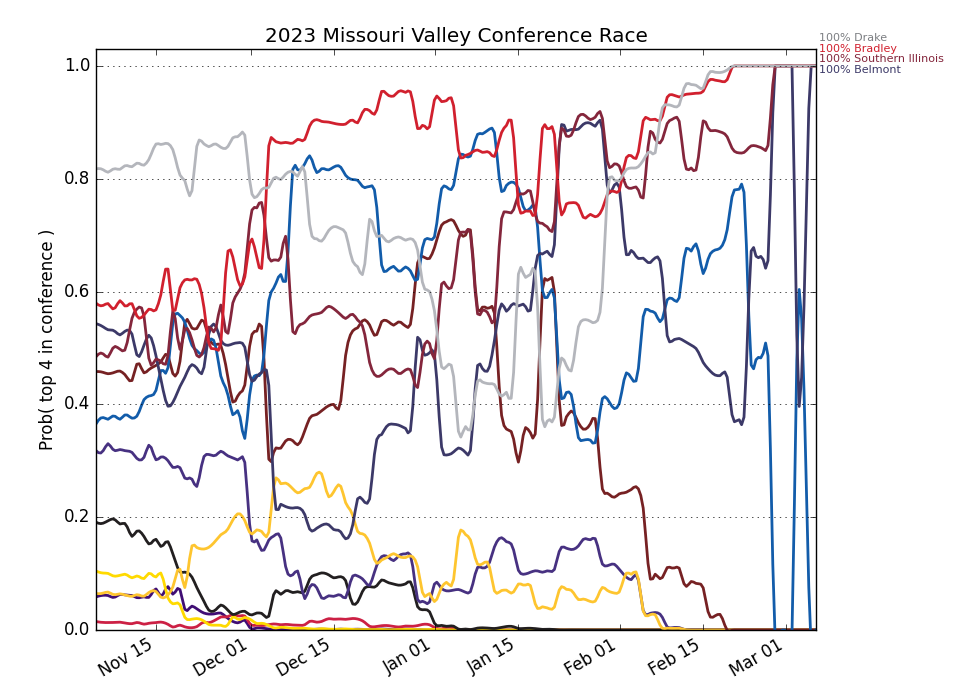 2023 Missouri Valley Conference Race
100% Drake
100% Bradley
100% Southern Illinois
100% Belmont
Prob( top 4 in conference )
1.0
0.8
0.6
0.4
0.2
0.0
Nov 15
Dec 01
Dec 15
Jan 01
Jan 15
Feb 01
Feb 15
Mar 01